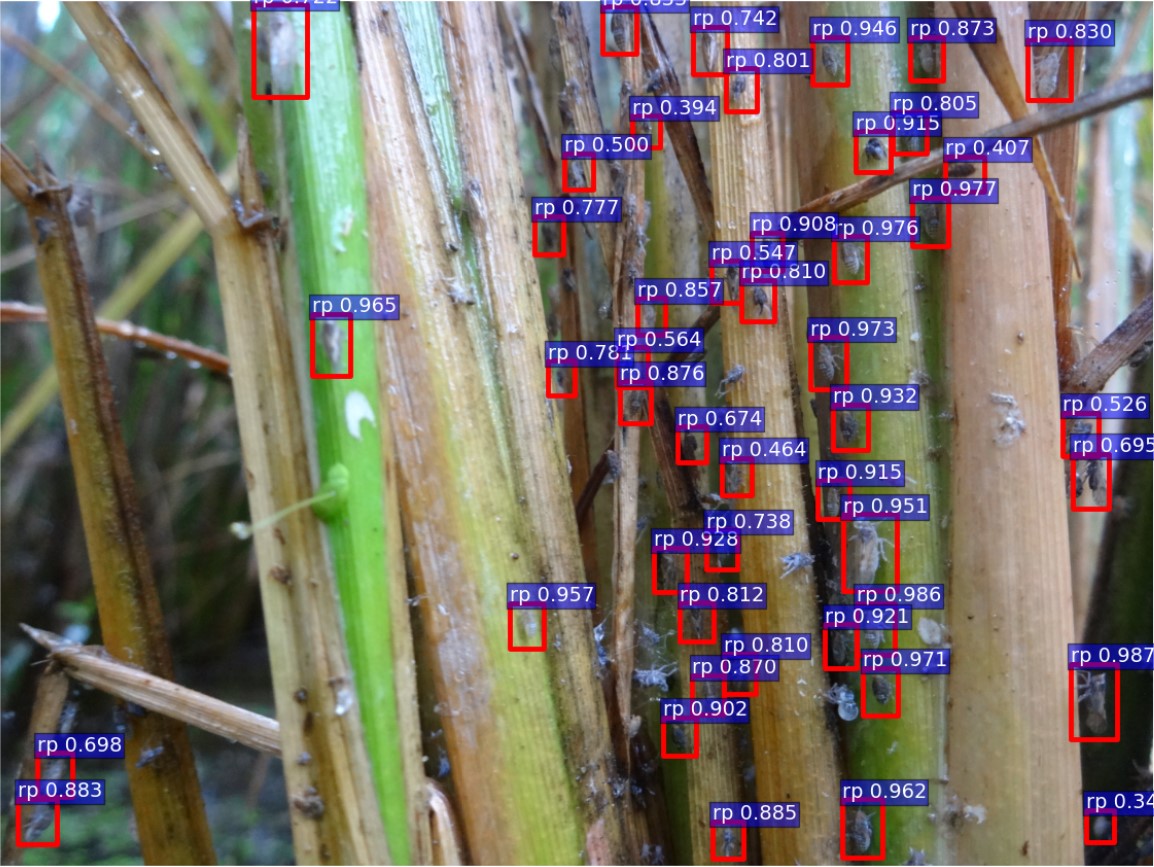 rp 0.742
rp 0.946
rp 0.873
rp 0.830
rp 0.801
rp 0.394
rp 0.805
rp 0.915
rp 0.500
rp 0.407
rp 0.977
rp 0.777
rp 0.908
rp 0.976
rp 0.547
rp 0.810
rp 0.857
rp 0.965
rp 0.973
rp 0.564
rp 0.781
rp 0.876
rp 0.932
rp 0.526
rp 0.674
rp 0.695
rp 0.464
rp 0.915
rp 0.951
rp 0.738
rp 0.928
rp 0.957
rp 0.812
rp 0.986
rp 0.921
rp 0.810
rp 0.987
rp 0.971
rp 0.870
rp 0.902
rp 0.698
rp 0.883
rp 0.962
rp 0.34
rp 0.885